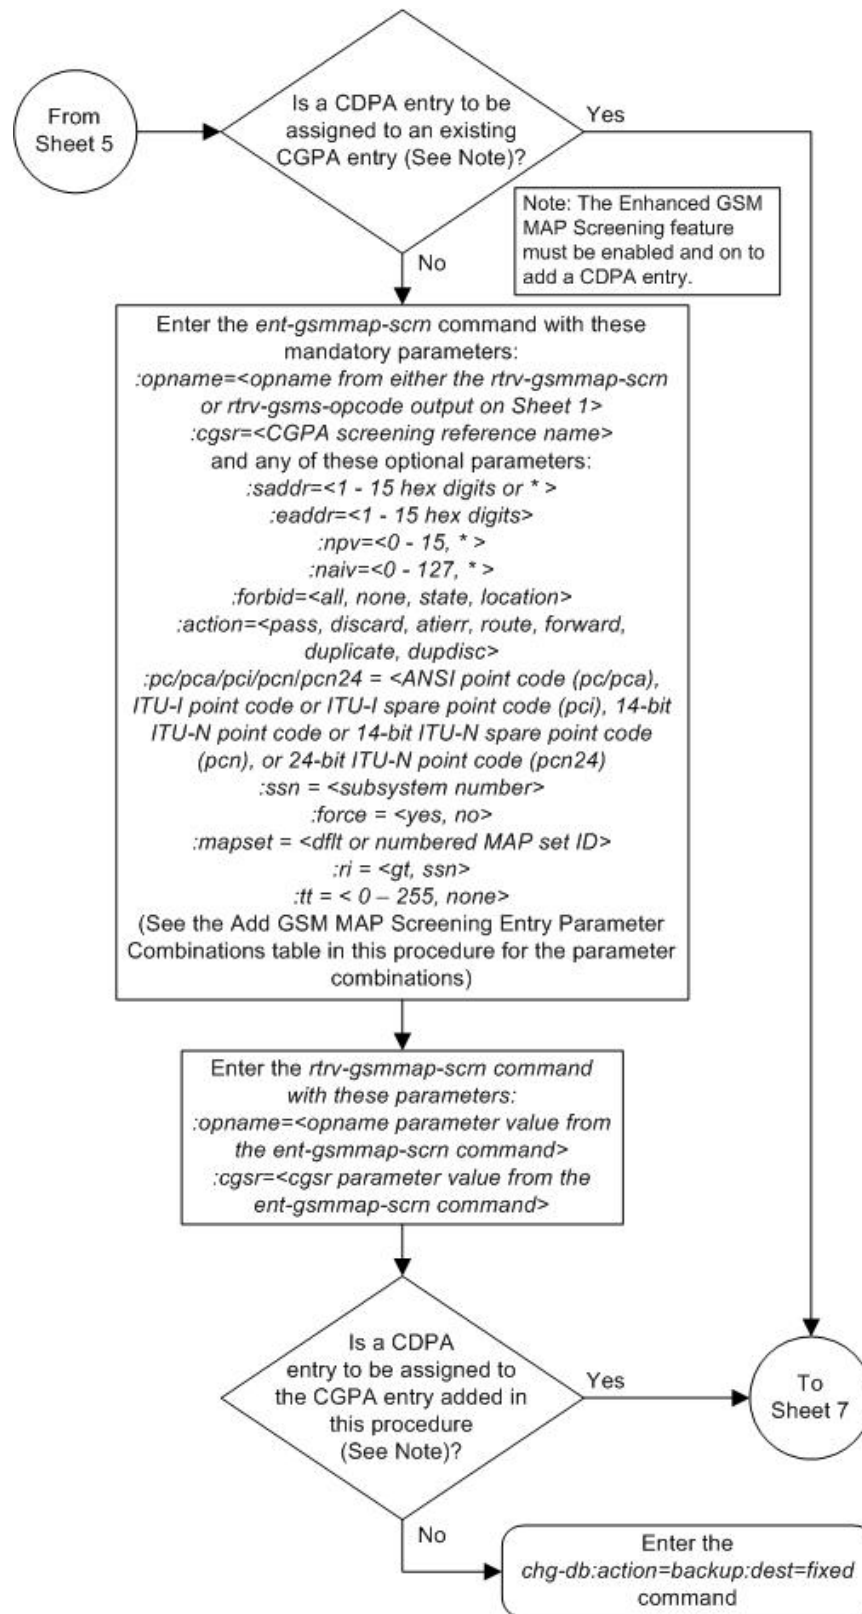 From
Sheet 5
Is a CDPA entry to be
assigned to an existing
CGPA entry (See Note)?
Yes
Note: The Enhanced GSM
MAP Screening feature
must be enabled and on to
add a CDPA entry.
No
Enter the ent-gsmmap-scrn command with these
mandatory parameters:
:opname=<opname from either the rtrv-gsmmap-scrn
or rtrv-gsms-opcode output on Sheet 1>
:cgsr=<CGPA screening reference name>
and any of these optional parameters:
:saddr=<1 - 15 hex digits or * >
:eaddr=<1 - 15 hex digits>
:npv=<0 - 15, * >
:naiv=<0 - 127, * >
:forbid=<all, none, state, location>
:action=<pass, discard, atierr, route, forward,
duplicate, dupdisc>
:pc/pca/pci/pcn/pcn24 = <ANSI point code (pc/pca),
ITU-I point code or ITU-I spare point code (pci), 14-bit
ITU-N point code or 14-bit ITU-N spare point code
(pcn), or 24-bit ITU-N point code (pcn24)
:ssn = <subsystem number>
:force = <yes, no>
:mapset = <dflt or numbered MAP set ID>
:ri = <gt, ssn>
:tt = < 0 – 255, none>
(See the Add GSM MAP Screening Entry Parameter
Combinations table in this procedure for the parameter
combinations)
Enter the rtrv-gsmmap-scrn command
with these parameters:
:opname=<opname parameter value from
the ent-gsmmap-scrn command>
:cgsr=<cgsr parameter value from the
ent-gsmmap-scrn command>
Is a CDPA
entry to be assigned to
the CGPA entry added in
this procedure
(See Note)?
Yes
To
Sheet 7
No
Enter the
chg-db:action=backup:dest=fixed
command